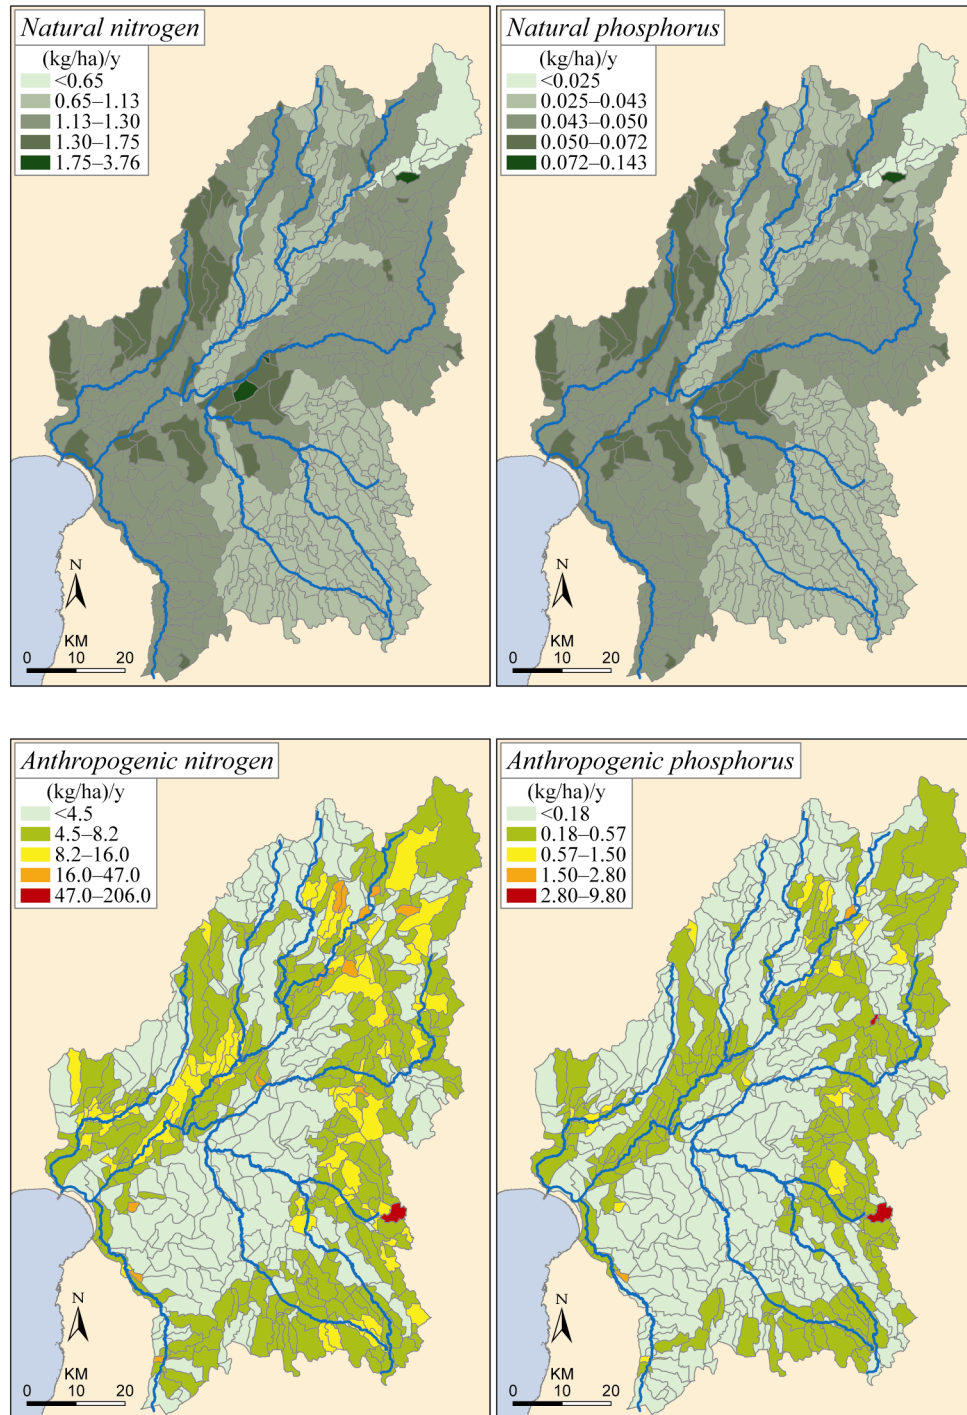 Natural nitrogen
(kg/ha)/y
<0.65
0.65–1.13
1.13–1.30
1.30–1.75
1.75–3.76
N
KM
0 10 20
Natural phosphorus
(kg/ha)/y
<0.025
0.025–0.043
0.043–0.050
0.050–0.072
0.072–0.143
N
KM
0 10 20
Anthropogenic nitrogen
(kg/ha)/y
<4.5
4.5–8.2
8.2–16.0
16.0–47.0
47.0–206.0
N
KM
0 10 20
Anthropogenic phosphorus
(kg/ha)/y
<0.18
0.18–0.57
0.57–1.50
1.50–2.80
2.80–9.80
N
KM
0 10 20